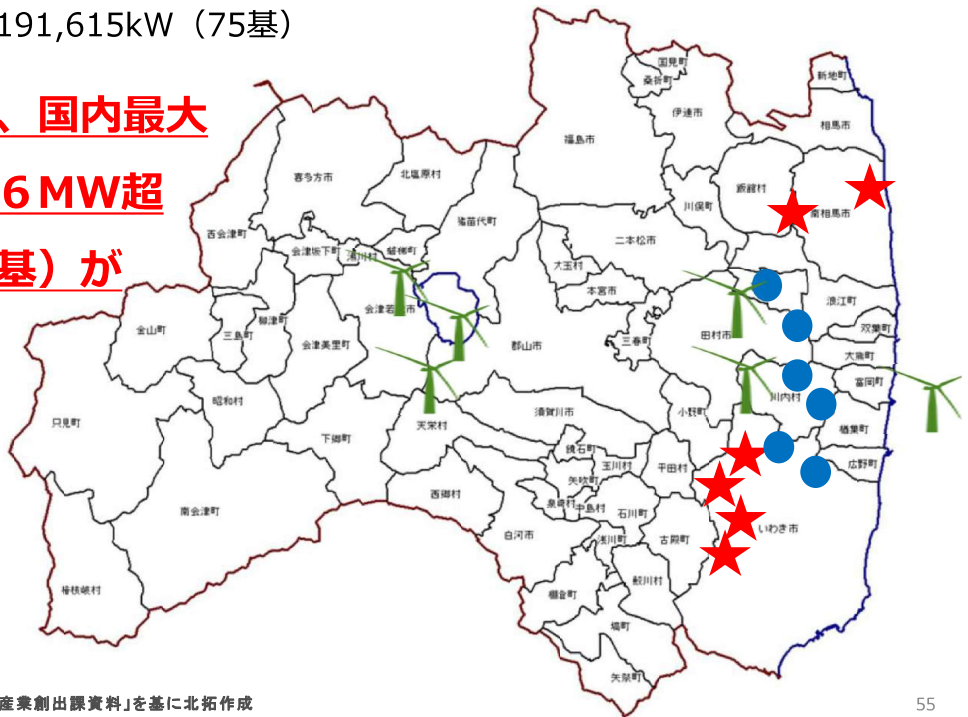 191,615kW（75基）
、国内最大
６MW超
基）が
国見町
桑折町
新地町
伊達市
相馬市
福島市
喜多方市
北塩原村
飯舘村
川俣町
南相馬市
猪苗代町
西会津町
二本松市
会津坂下町
湯川村
磐梯町
大玉村
本宮市
浪江町
会津若松市
金山町
柳津町
三島町
会津美里町
郡山市
三春町
田村市
双葉町
大熊町
富岡町
川内村
昭和村
只見町
天栄村
須賀川市
小野町
楢葉町
下郷町
鏡石町
玉川村
平田村
広野町
矢吹町
西郷村
泉崎村
中島村
石川町
南会津町
いわき市
白河市
浅川町
古殿町
鮫川村
棚倉町
檜枝岐村
塙町
矢祭町
産業創出課資料」を基に北拓作成
55